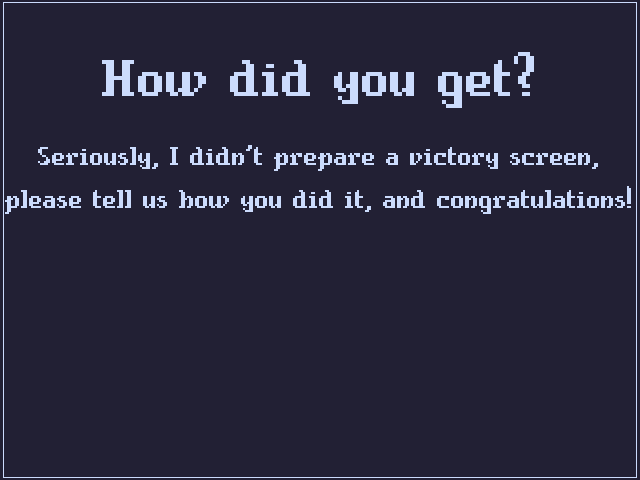 How did you get?
Seriously, I didn't prepare a victory screen,
please tell us how you did it, and congratulations!